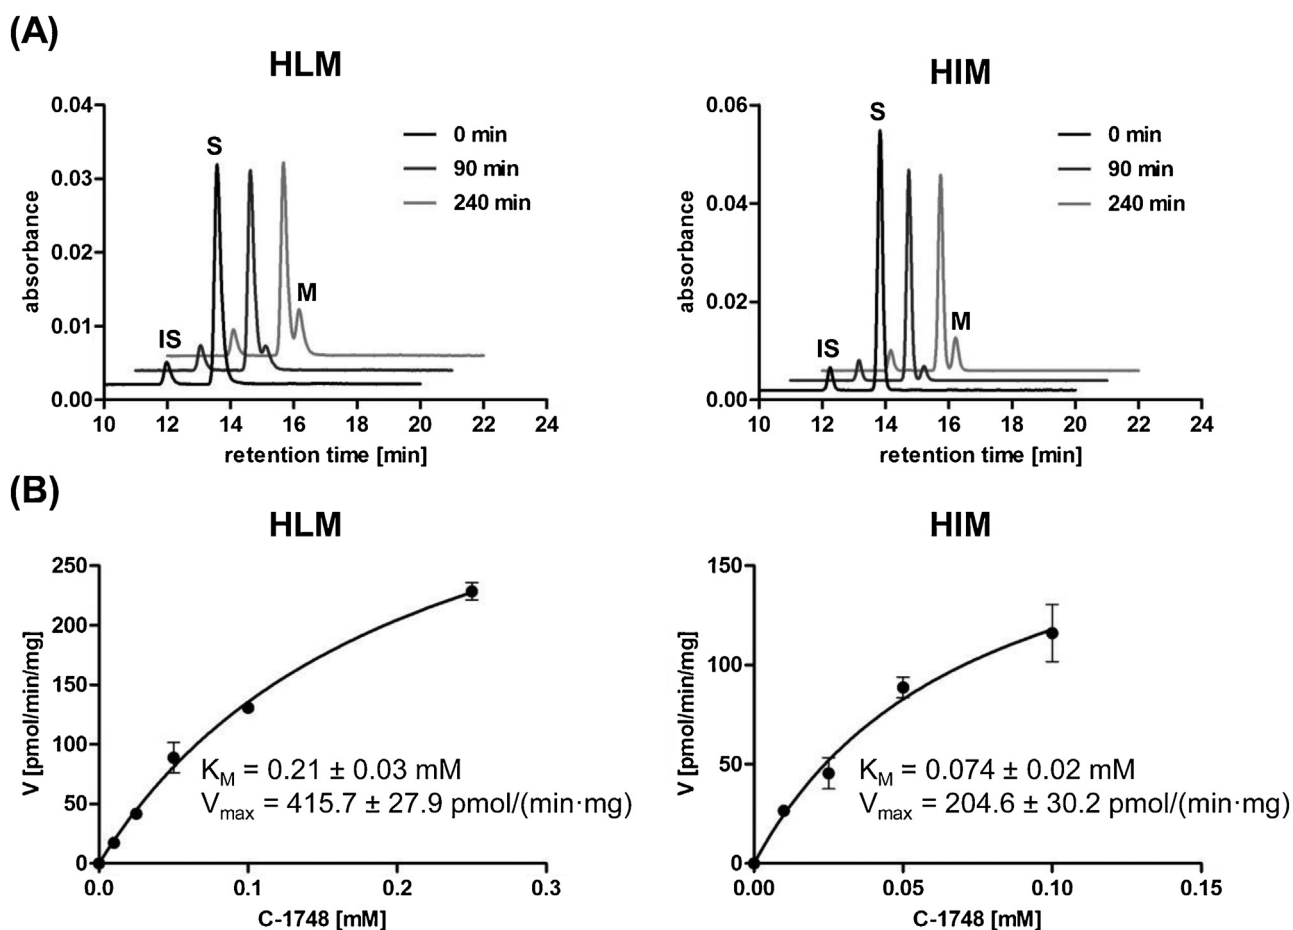 (A)
HLM
absorbance
0.04
0.03
0.02
0.01
0.00
IS
S
M
0 min
90 min
240 min
10 12 14 16 18 20 22 24
retention time [min]
HIM
absorbance
0.06
0.04
0.02
0.00
IS
S
M
0 min
90 min
240 min
10 12 14 16 18 20 22 24
retention time [min]
(B)
HLM
V [pmol/min/mg]
250
200
150
100
50
0
K_M = 0.21 ± 0.03 mM
V_max = 415.7 ± 27.9 pmol/(min·mg)
0.0 0.1 0.2 0.3
C-1748 [mM]
HIM
V [pmol/min/mg]
150
100
50
0
K_M = 0.074 ± 0.02 mM
V_max = 204.6 ± 30.2 pmol/(min·mg)
0.00 0.05 0.10 0.15
C-1748 [mM]